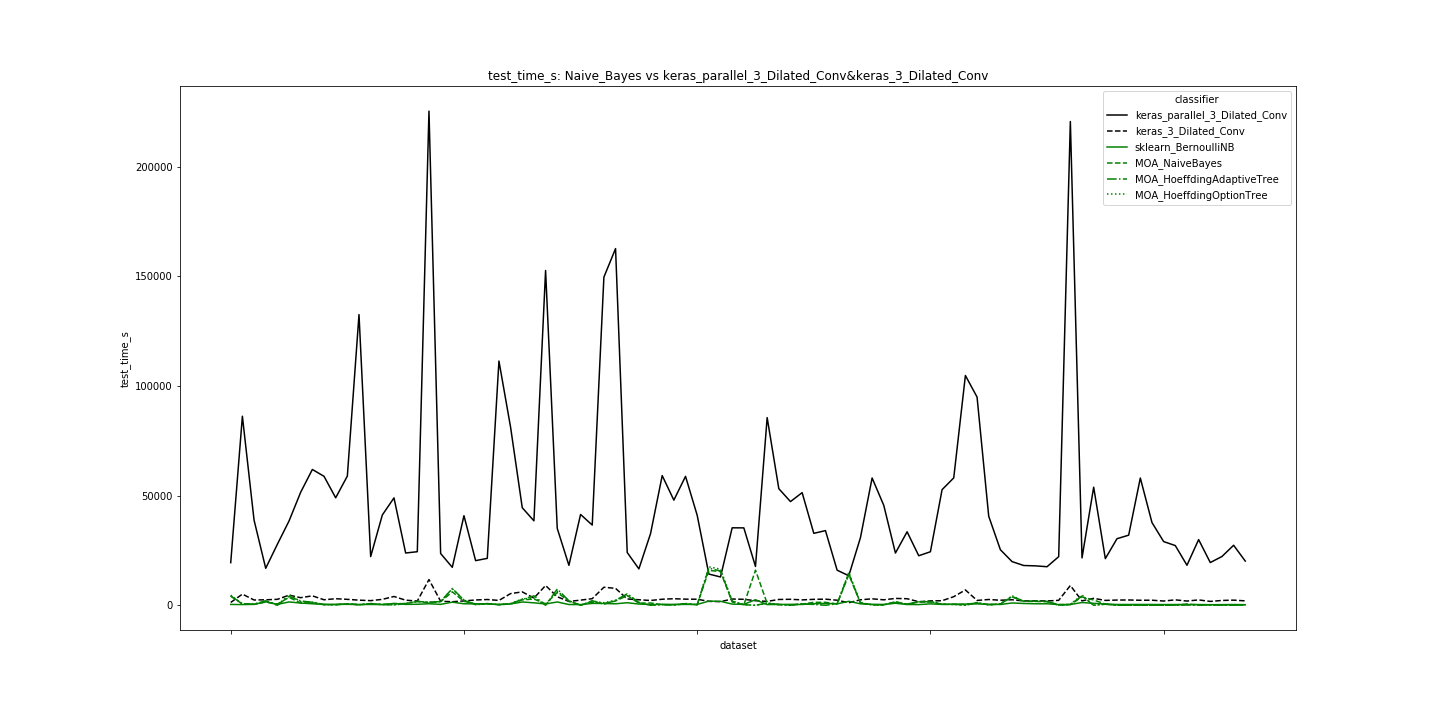 test_time_s: Naive_Bayes vs keras_parallel_3_Dilated_Conv&keras_3_Dilated_Conv
classifier
keras_parallel_3_Dilated_Conv
keras_3_Dilated_Conv
sklearn_BernoulliNB
MOA_NaiveBayes
MOA_HoeffdingAdaptiveTree
MOA_HoeffdingOptionTree
200000
150000
100000
50000
0
test_time_s
dataset